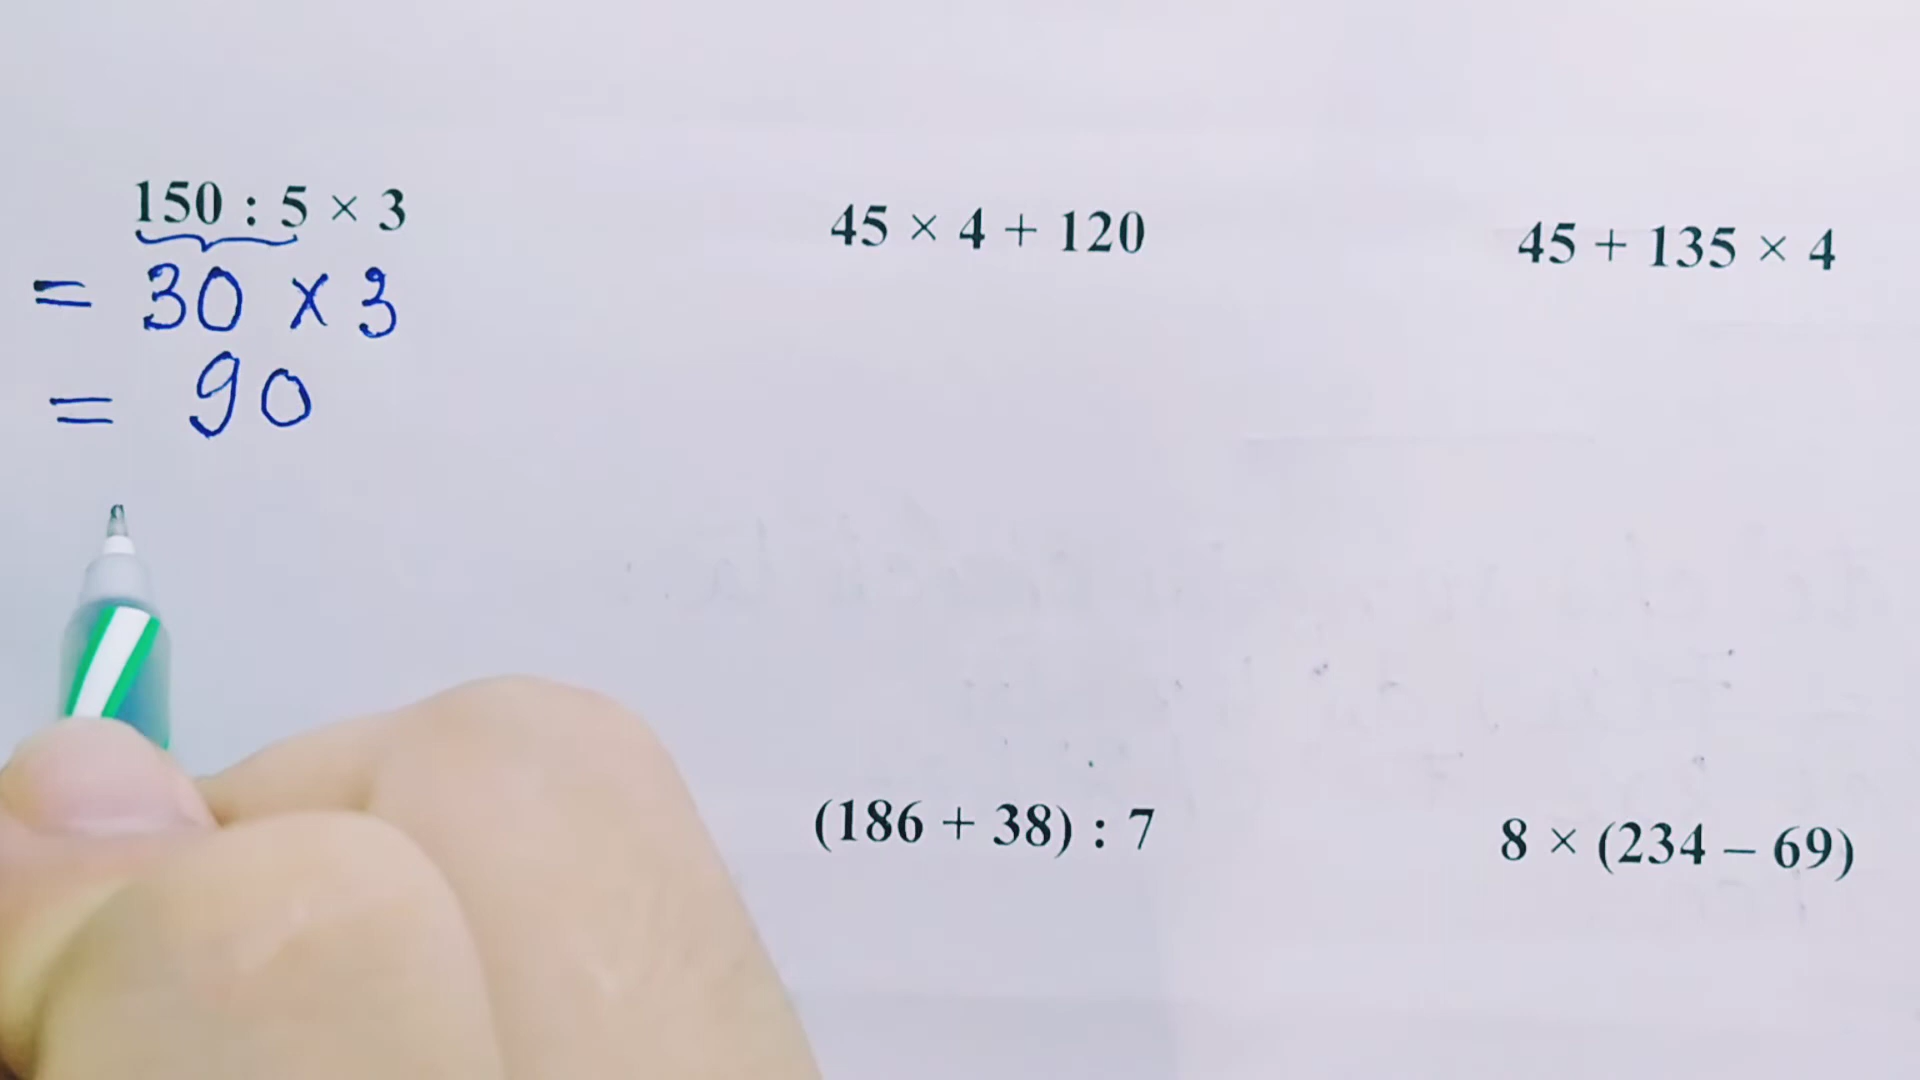 150 : 5 × 3
= 30 × 3
= 90
45 × 4 + 120
45 + 135 × 4
(186 + 38) : 7
8 × (234 – 69)